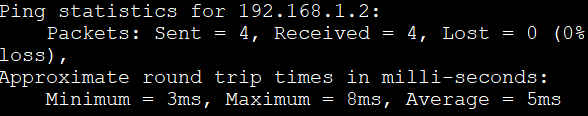 Ping statistics for 192.168.1.2:
    Packets: Sent = 4, Received = 4, Lost = 0 (0%
loss),
Approximate round trip times in milli-seconds:
    Minimum = 3ms, Maximum = 8ms, Average = 5ms